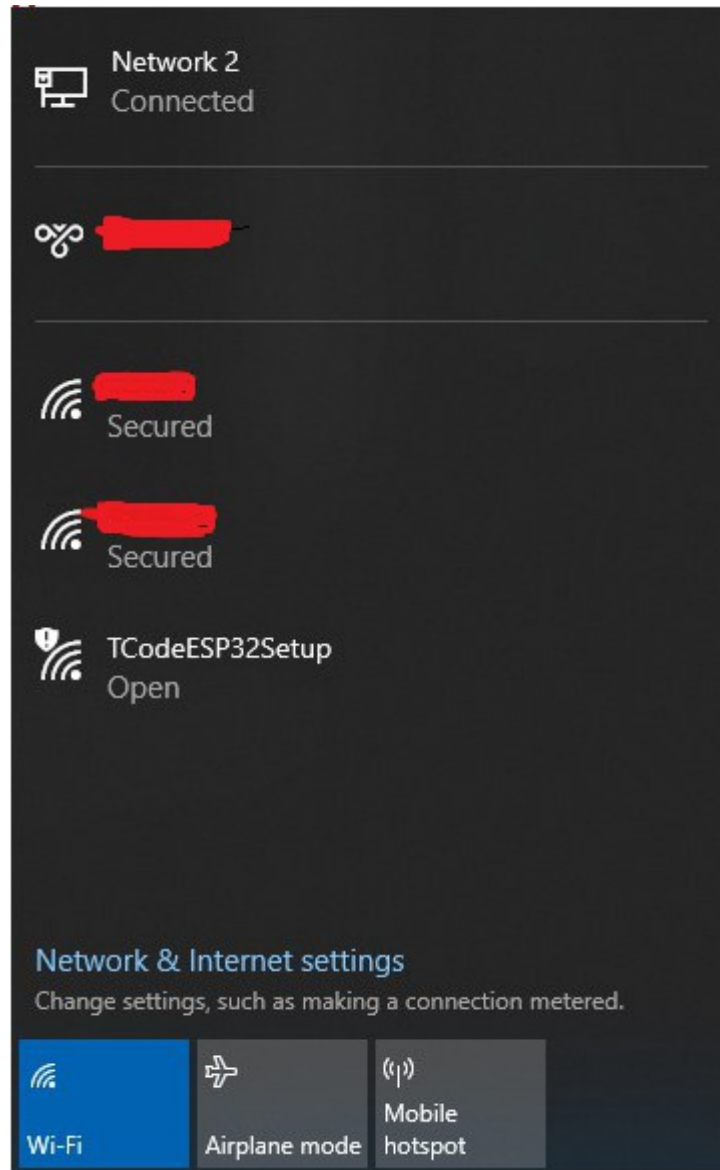 Network 2
Connected
Secured
Secured
TCodeESP32Setup
Open
Network & Internet settings
Change settings, such as making a connection metered.
Wi-Fi
Airplane mode
Mobile
hotspot